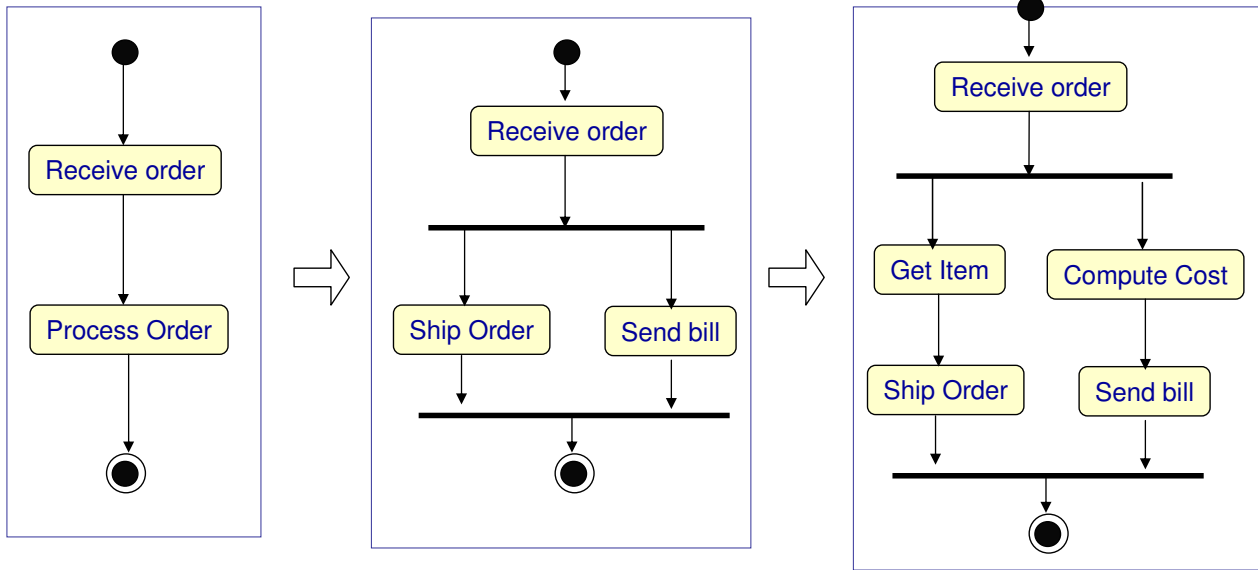 Receive order
Process Order
Receive order
Ship Order
Send bill
Receive order
Get Item
Compute Cost
Ship Order
Send bill